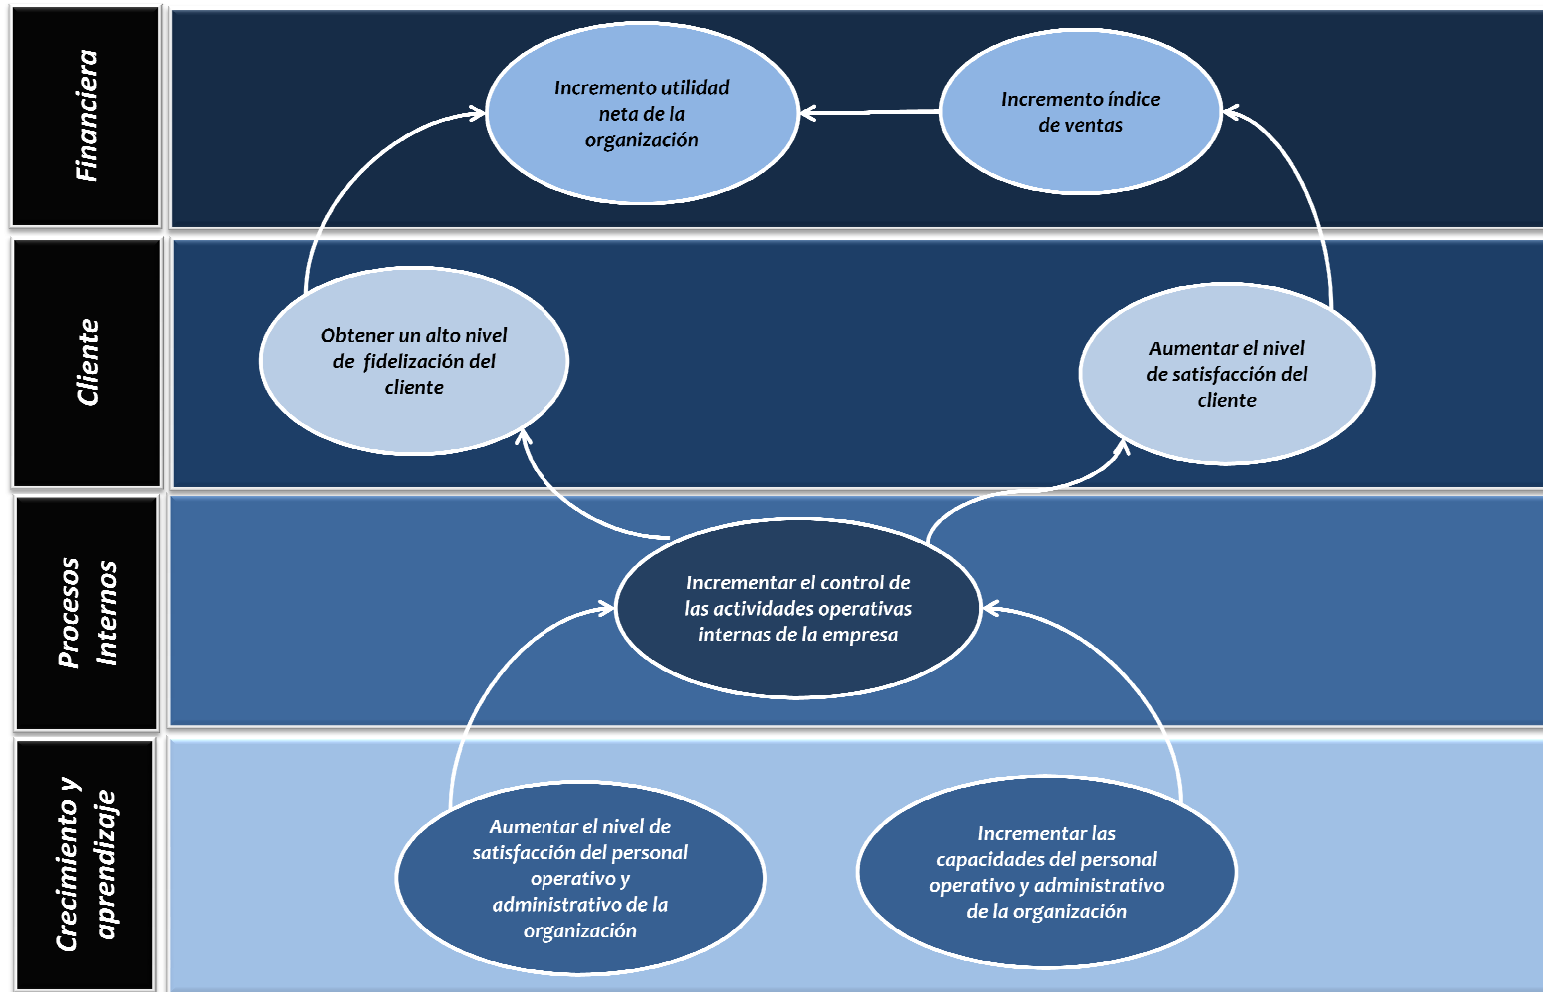 Financiera
Incremento utilidad
neta de la
organización
Incremento índice
de ventas
Cliente
Obtener un alto nivel
de fidelización del
cliente
Aumentar el nivel
de satisfacción del
cliente
Procesos
Internos
Incrementar el control de
las actividades operativas
internas de la empresa
Crecimiento y
aprendizaje
Aumentar el nivel de
satisfacción del personal
operativo y
administrativo de la
organización
Incrementar las
capacidades del personal
operativo y administrativo
de la organización